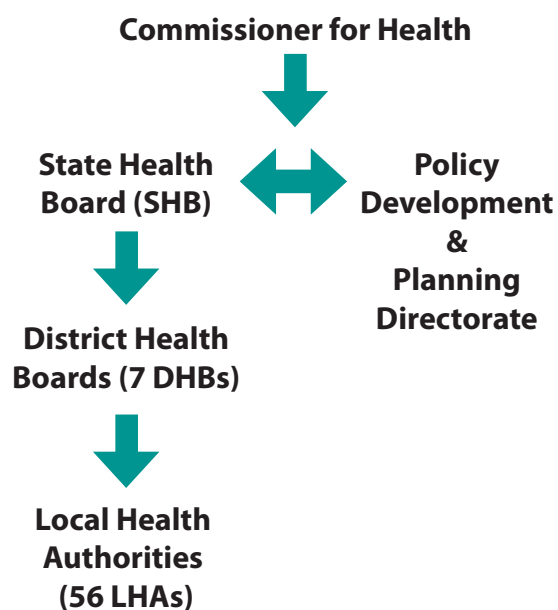 Commissioner for Health
State Health
Board (SHB)
Policy
Development
&
Planning
Directorate
District Health
Boards (7 DHBs)
Local Health
Authorities
(56 LHAs)